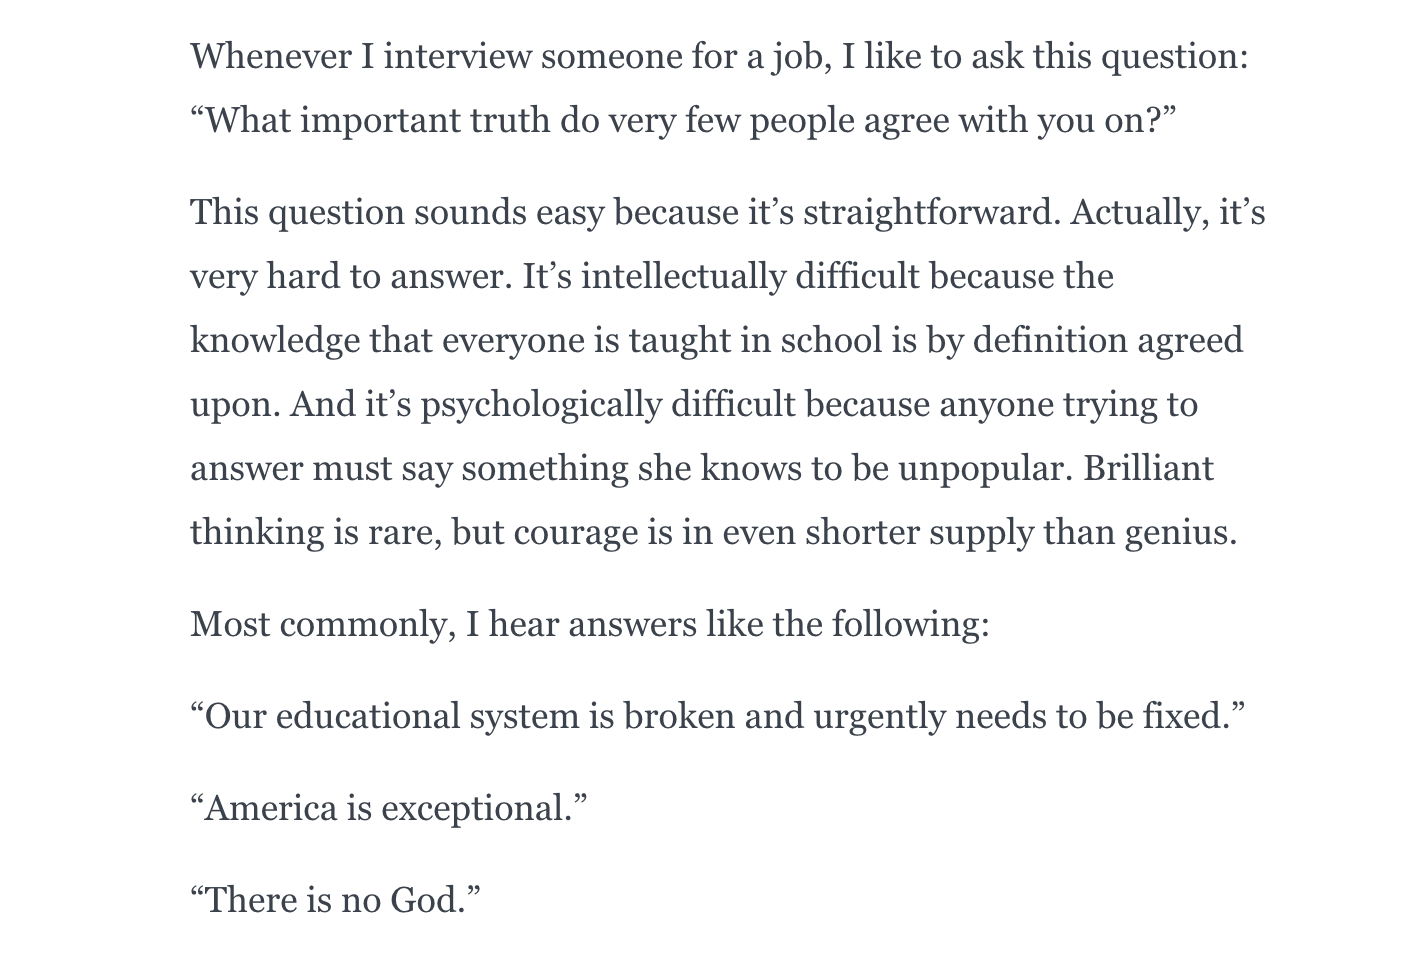 Whenever I interview someone for a job, I like to ask this question:
“What important truth do very few people agree with you on?”
This question sounds easy because it’s straightforward. Actually, it’s
very hard to answer. It’s intellectually difficult because the
knowledge that everyone is taught in school is by definition agreed
upon. And it’s psychologically difficult because anyone trying to
answer must say something she knows to be unpopular. Brilliant
thinking is rare, but courage is in even shorter supply than genius.
Most commonly, I hear answers like the following:
“Our educational system is broken and urgently needs to be fixed.”
“America is exceptional.”
“There is no God.”